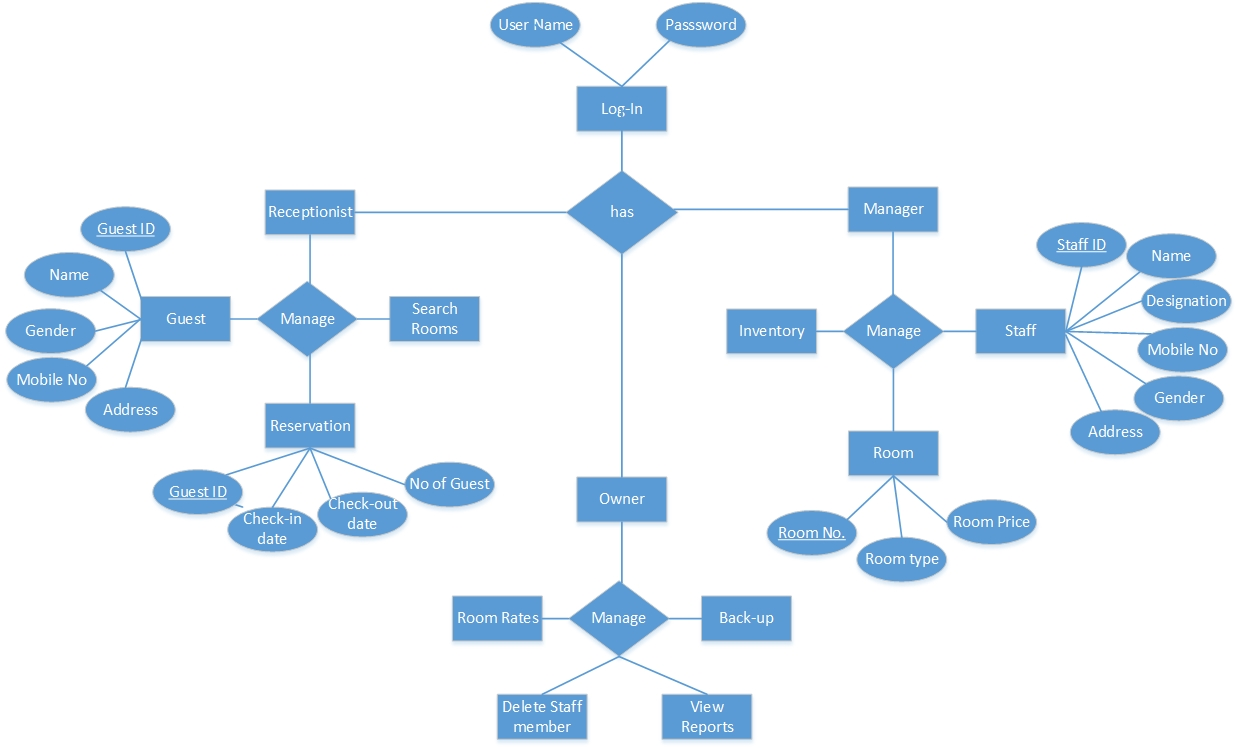 User Name
Passsword
Log-In
Receptionist
has
Manager
Guest ID
Name
Gender
Mobile No
Address
Guest
Manage
Search
Rooms
Reservation
Guest ID
Check-in
date
Check-out
date
No of Guest
Inventory
Manage
Staff
Staff ID
Name
Designation
Mobile No
Gender
Address
Room
Room No.
Room type
Room Price
Owner
Room Rates
Manage
Back-up
Delete Staff
member
View
Reports